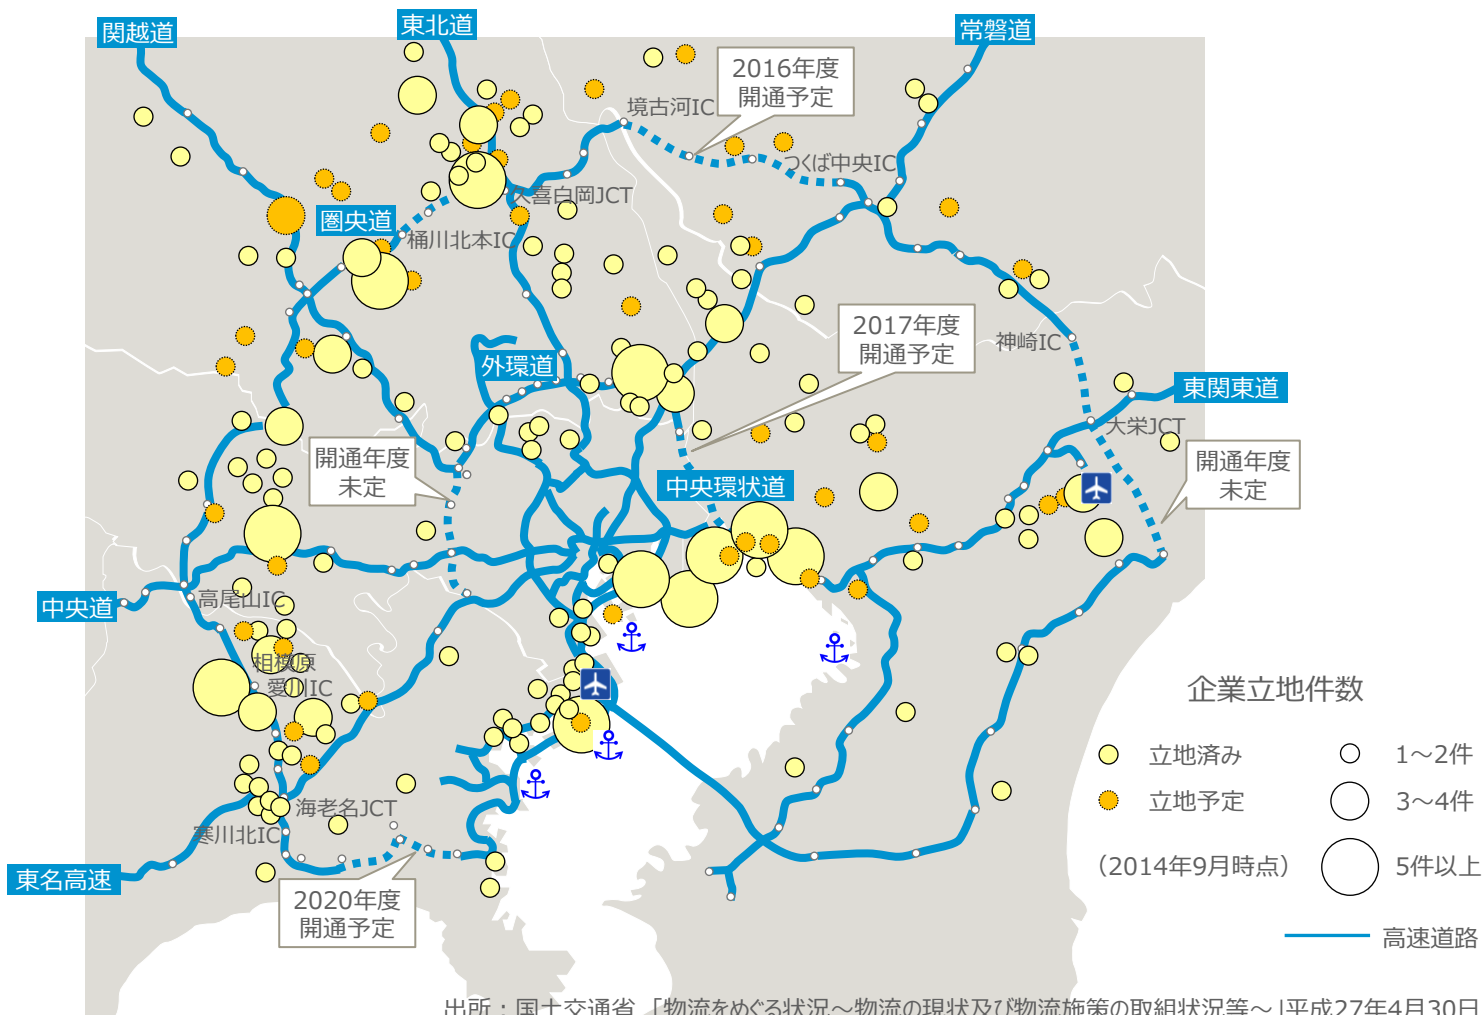 関越道
東北道
常磐道
2016年度
開通予定
境古河IC
つくば中央IC
久喜白岡JCT
圏央道
桶川北本IC
2017年度
開通予定
神崎IC
外環道
東関東道
大栄JCT
開通年度
未定
中央環状道
開通年度
未定
中央道
高尾山IC
相模原
愛川IC
海老名JCT
寒川北IC
東名高速
2020年度
開通予定
企業立地件数
立地済み
1～2件
立地予定
3～4件
（2014年9月時点）
5件以上
高速道路
出所：国土交通省「物流をめぐる状況～物流の現状及び物流施策の取組状況等～」平成27年4月30日